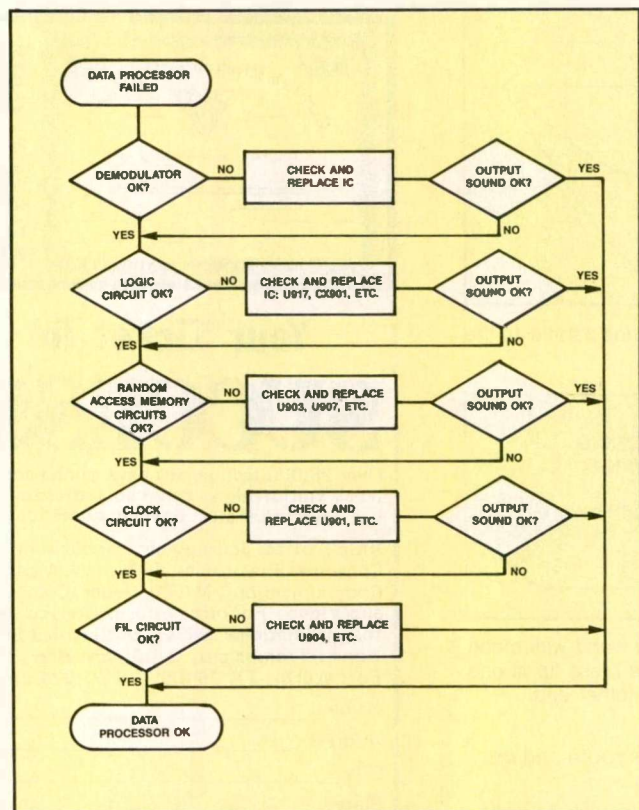 DATA PROCESSOR
FAILED
DEMODULATOR
OK?
NO
CHECK AND
REPLACE IC
OUTPUT
SOUND OK?
YES
YES
NO
LOGIC
CIRCUIT OK?
NO
CHECK AND REPLACE
IC: U917, CX901, ETC.
OUTPUT
SOUND OK?
YES
YES
NO
RANDOM
ACCESS MEMORY
CIRCUITS
OK?
NO
CHECK AND REPLACE
U903, U907, ETC.
OUTPUT
SOUND OK?
YES
YES
NO
CLOCK
CIRCUIT OK?
NO
CHECK AND
REPLACE U901, ETC.
OUTPUT
SOUND OK?
YES
NO
FIL CIRCUIT
OK?
NO
CHECK AND REPLACE
U904, ETC.
YES
DATA
PROCESSOR OK